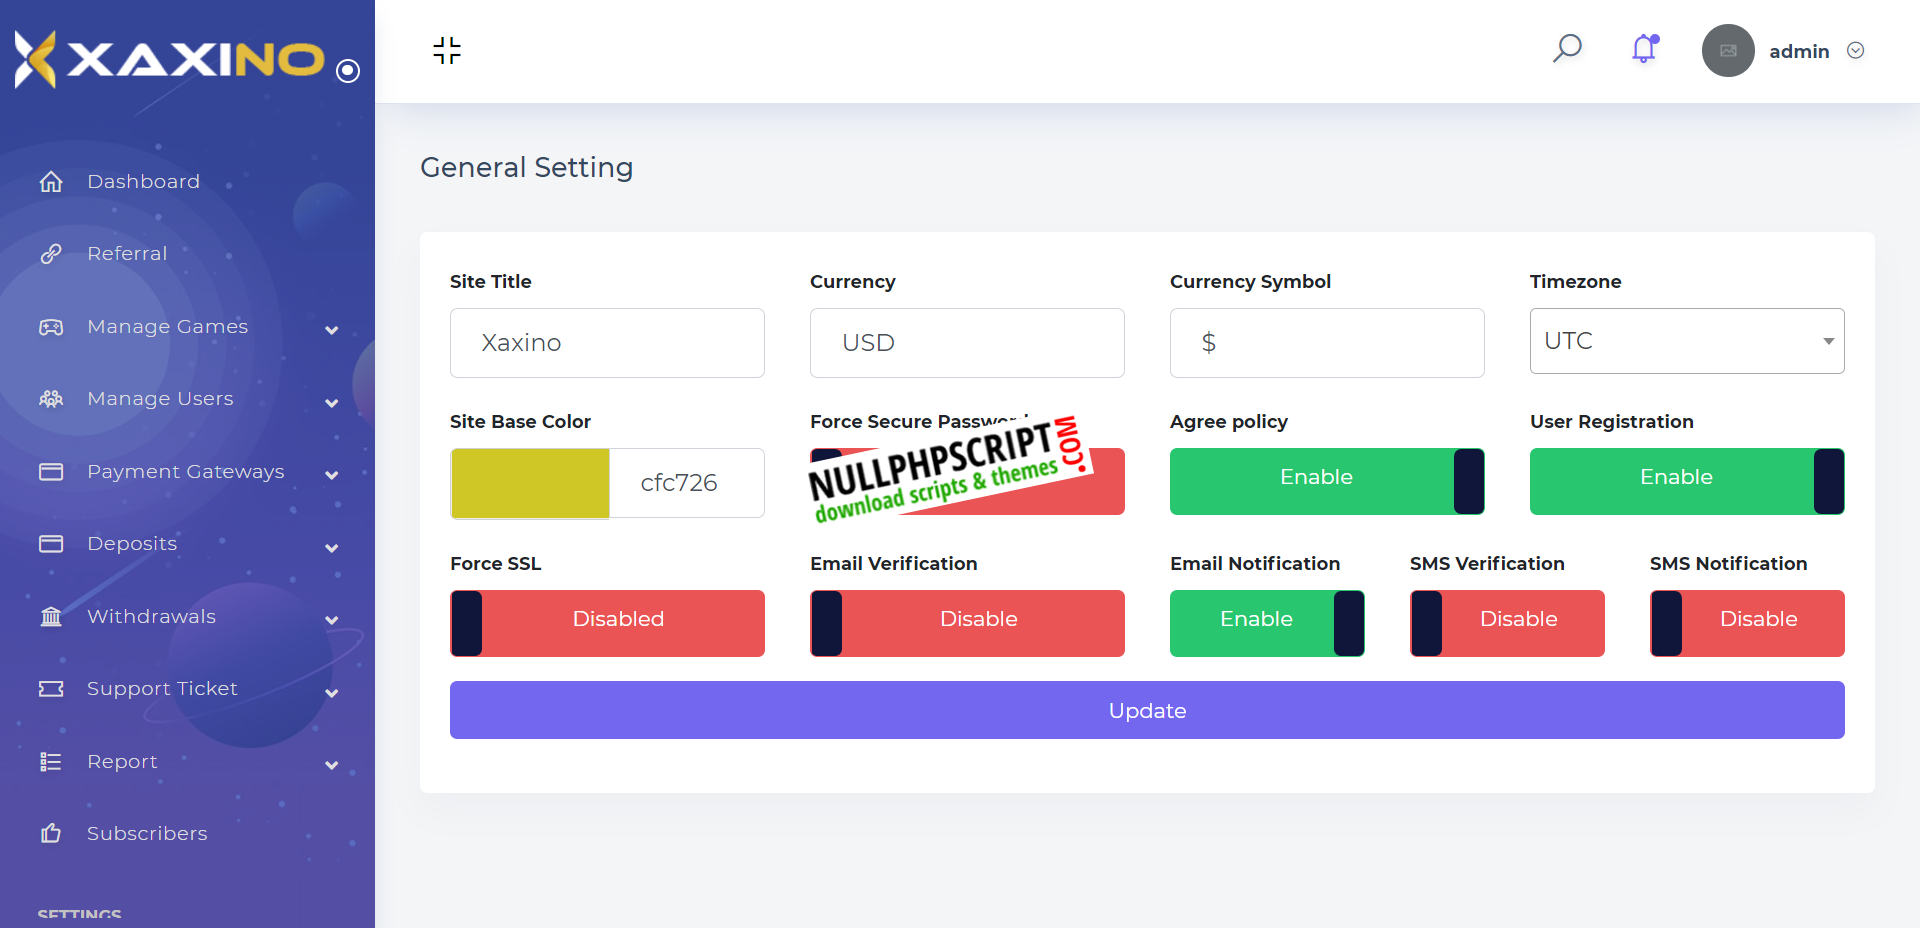 XAXINO
admin
Dashboard
Referral
Manage Games
Manage Users
Payment Gateways
Deposits
Withdrawals
Support Ticket
Report
Subscribers
SETTINGS
General Setting
Site Title
Currency
Currency Symbol
Timezone
Xaxino
USD
$
UTC
Site Base Color
Force Secure Password
Agree policy
User Registration
cfc726
NULLPHPSCRIPT.COM
download scripts & themes
Enable
Enable
Force SSL
Email Verification
Email Notification
SMS Verification
SMS Notification
Disabled
Disable
Enable
Disable
Disable
Update